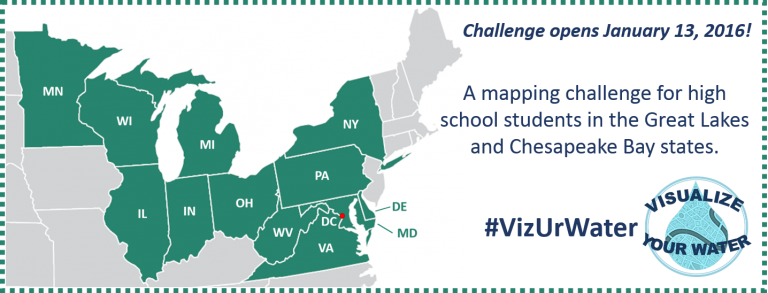 Challenge opens January 13, 2016!
A mapping challenge for high
school students in the Great Lakes
and Chesapeake Bay states.
#VizUrWater
VISUALIZE
YOUR WATER
MN
WI
MI
NY
PA
IL
IN
OH
WV
VA
DC
DE
MD